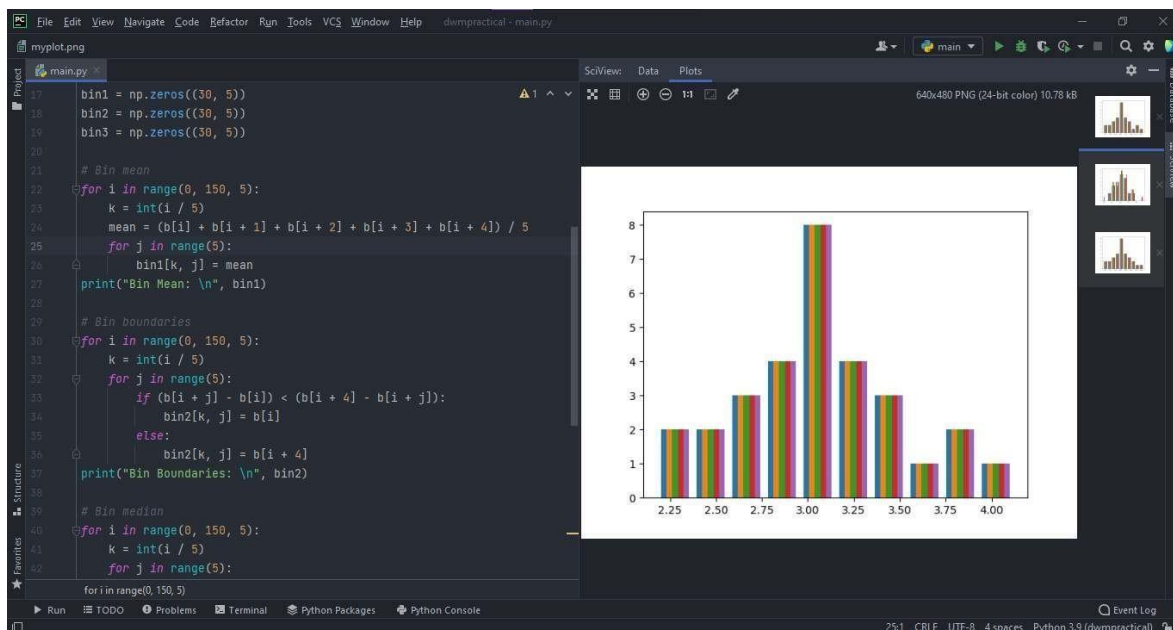 PC File Edit View Navigate Code Refactor Run Tools VCS Window Help dwmpractical - main.py
myplot.png
main
Project
main.py
17 bin1 = np.zeros((30, 5))
18 bin2 = np.zeros((30, 5))
19 bin3 = np.zeros((30, 5))
20
21 # Bin mean
22 for i in range(0, 150, 5):
23 k = int(i / 5)
24 mean = (b[i] + b[i + 1] + b[i + 2] + b[i + 3] + b[i + 4]) / 5
25 for j in range(5):
26 bin1[k, j] = mean
27 print("Bin Mean: \n", bin1)
28
29 # Bin boundaries
30 for i in range(0, 150, 5):
31 k = int(i / 5)
32 for j in range(5):
33 if (b[i + j] - b[i]) < (b[i + 4] - b[i + j]):
34 bin2[k, j] = b[i]
35 else:
36 bin2[k, j] = b[i + 4]
37 print("Bin Boundaries: \n", bin2)
38
39 # Bin median
40 for i in range(0, 150, 5):
41 k = int(i / 5)
42 for j in range(5):
for i in range(0, 150, 5)
1
Structure
Favorites
SciView: Data Plots
1:1
640x480 PNG (24-bit color) 10.78 kB
8
7
6
5
4
3
2
1
0
2.25 2.50 2.75 3.00 3.25 3.50 3.75 4.00
Database
SciView
Run TODO Problems Terminal Python Packages Python Console Event Log
25:1 CRLF UTF-8 4 spaces Python 3.9 (dwmpractical)